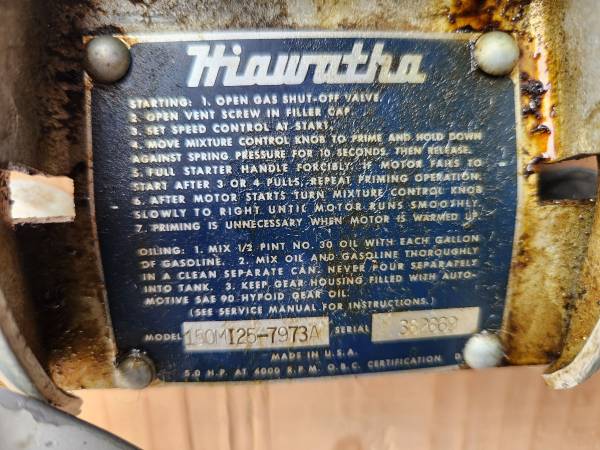 Hiawatha
STARTING: 1. OPEN GAS SHUT-OFF VALVE.
2. OPEN VENT SCREW IN FILLER CAP.
3. SET SPEED CONTROL AT START.
4. MOVE MIXTURE CONTROL KNOB TO PRIME AND HOLD DOWN
AGAINST SPRING PRESSURE FOR 10 SECONDS. THEN RELEASE.
5. PULL STARTER HANDLE FORCIBLY. IF MOTOR FAILS TO
START AFTER 3 OR 4 PULLS, REPEAT PRIMING OPERATION.
6. AFTER MOTOR STARTS TURN MIXTURE CONTROL KNOB
SLOWLY TO RIGHT UNTIL MOTOR RUNS SMOOTHLY.
7. PRIMING IS UNNECESSARY WHEN MOTOR IS WARMED UP.
OILING: 1. MIX 1/2 PINT NO. 30 OIL WITH EACH GALLON
OF GASOLINE. 2. MIX OIL AND GASOLINE THOROUGHLY
IN A CLEAN SEPARATE CAN. NEVER POUR SEPARATELY
INTO TANK. 3. KEEP GEAR HOUSING FILLED WITH AUTO-
MOTIVE SAE 90 HYPOID GEAR OIL.
(SEE SERVICE MANUAL FOR INSTRUCTIONS.)
MODEL 150MI25-7973A SERIAL 382669
MADE IN U.S.A.
5.0 H.P. AT 4000 R.P.M. O.B.C. CERTIFICATION